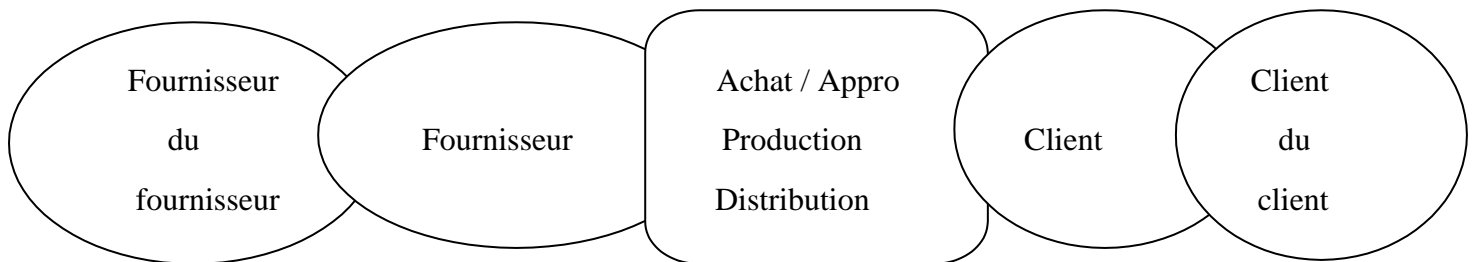 Fournisseur
du
fournisseur
Fournisseur
Achat / Appro
Production
Distribution
Client
Client
du
client